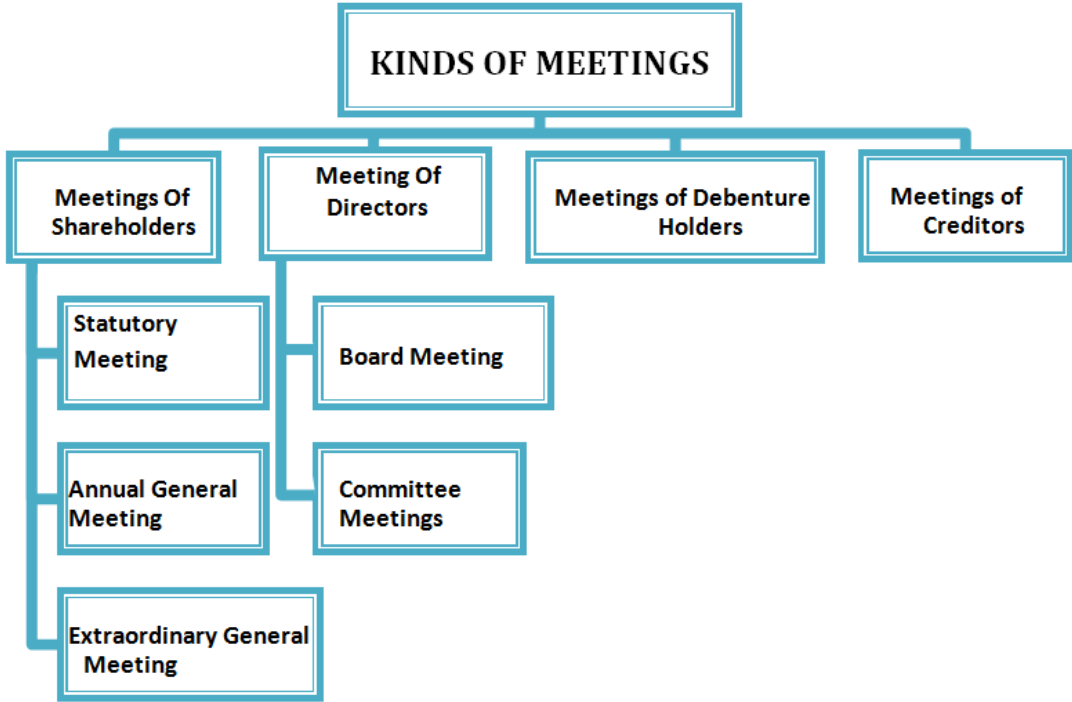 KINDS OF MEETINGS
Meetings Of
Shareholders
Meeting Of
Directors
Meetings of Debenture
Holders
Meetings of
Creditors
Statutory
Meeting
Board Meeting
Annual General
Meeting
Committee
Meetings
Extraordinary General
Meeting